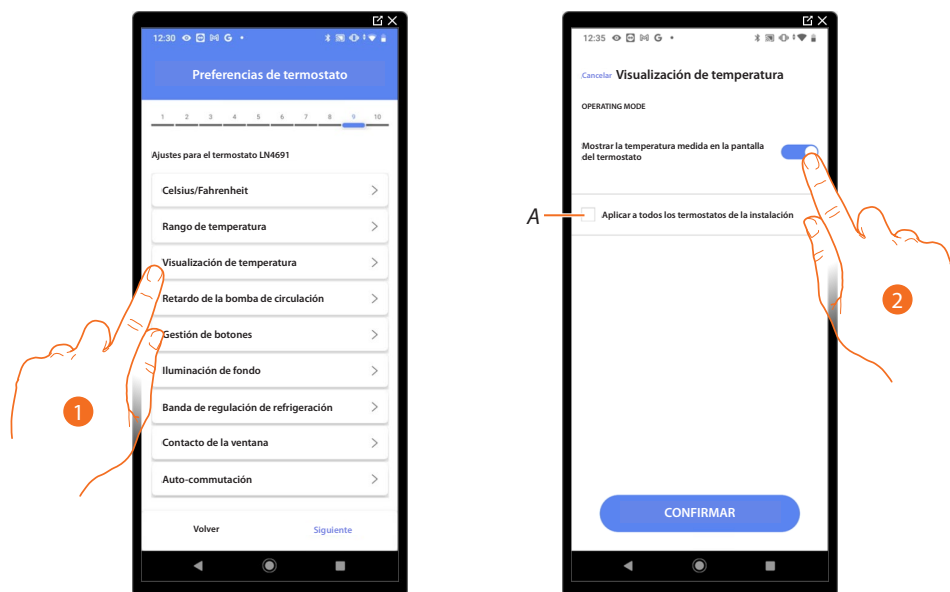 12:30 G
Preferencias de termostato
1 2 3 4 5 6 7 8 9 10
Ajustes para el termostato LN4691
Celsius/Fahrenheit
Rango de temperatura
Visualización de temperatura
Retardo de la bomba de circulación
Gestión de botones
Iluminación de fondo
Banda de regulación de refrigeración
Contacto de la ventana
Auto-commutación
Volver Siguiente
1
12:35 G
Cancelar Visualización de temperatura
OPERATING MODE
Mostrar la temperatura medida en la pantalla
del termostato
A
Aplicar a todos los termostatos de la instalación
2
CONFIRMAR